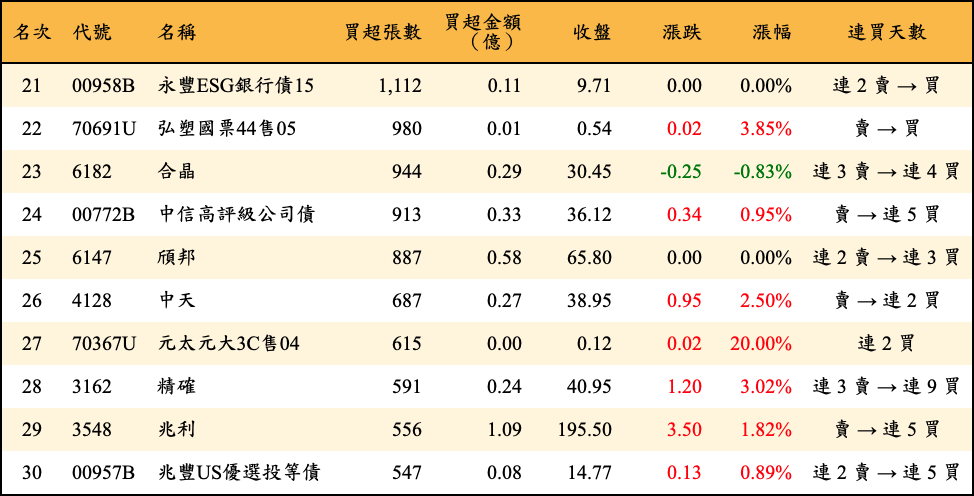 名次 代號 名稱 買超張數 買超金額（億） 收盤 漲跌 漲幅 連買天數
21 00958B 永豐ESG銀行債15 1,112 0.11 9.71 0.00 0.00% 連 2 賣 → 買
22 70691U 弘塑國票44售05 980 0.01 0.54 0.02 3.85% 賣 → 買
23 6182 合晶 944 0.29 30.45 -0.25 -0.83% 連 3 賣 → 連 4 買
24 00772B 中信高評級公司債 913 0.33 36.12 0.34 0.95% 賣 → 連 5 買
25 6147 頎邦 887 0.58 65.80 0.00 0.00% 連 2 賣 → 連 3 買
26 4128 中天 687 0.27 38.95 0.95 2.50% 賣 → 連 2 買
27 70367U 元太元大3C售04 615 0.00 0.12 0.02 20.00% 連 2 買
28 3162 精確 591 0.24 40.95 1.20 3.02% 連 3 賣 → 連 9 買
29 3548 兆利 556 1.09 195.50 3.50 1.82% 賣 → 連 5 買
30 00957B 兆豐US優選投等債 547 0.08 14.77 0.13 0.89% 連 2 賣 → 連 5 買